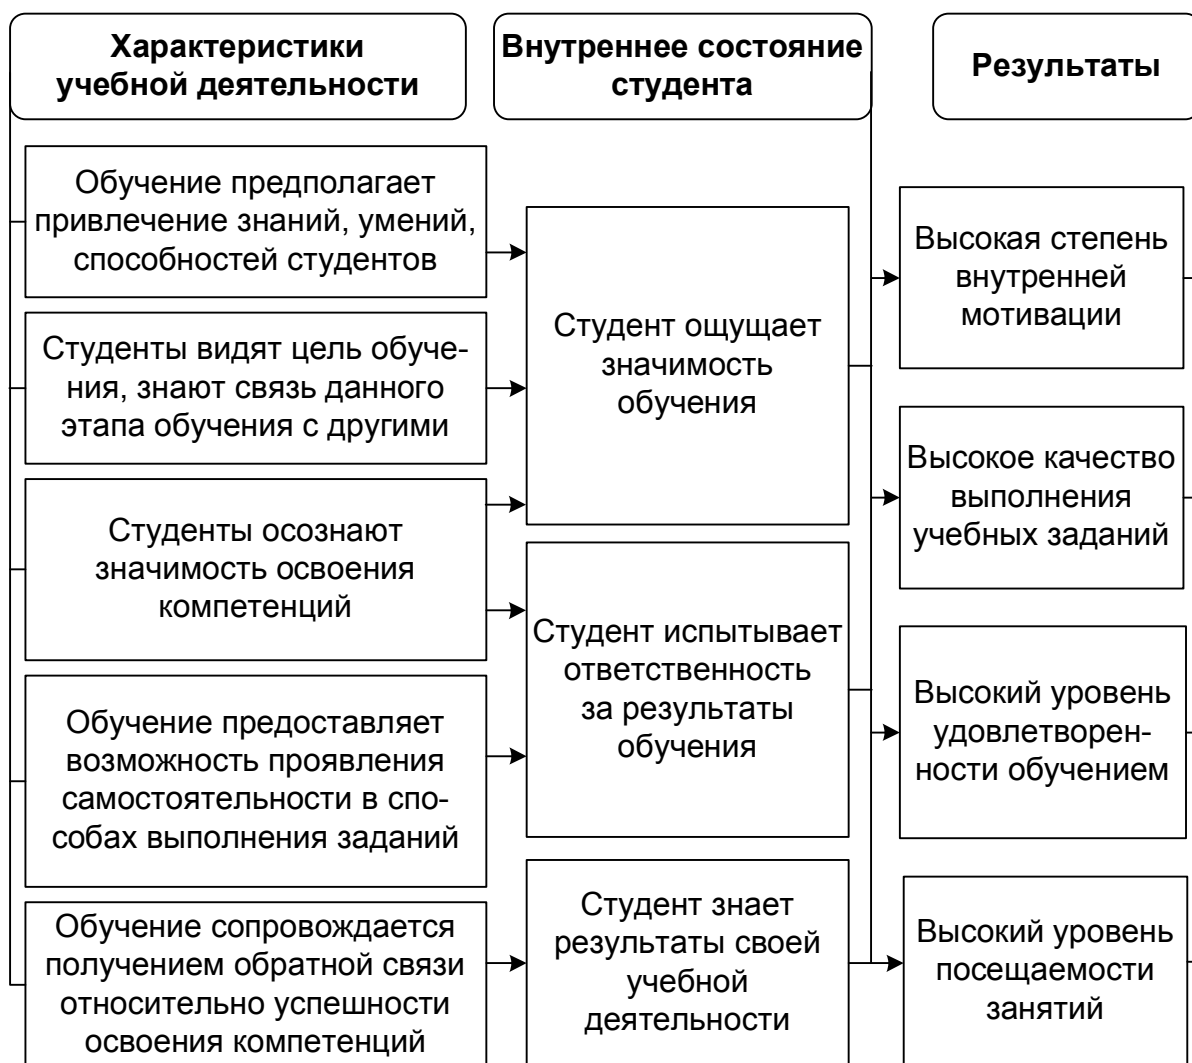 Характеристики
учебной деятельности
Внутреннее состояние
студента
Результаты
Обучение предполагает
привлечение знаний, умений,
способностей студентов
Студенты видят цель обуче-
ния, знают связь данного
этапа обучения с другими
Студенты осознают
значимость освоения
компетенций
Обучение предоставляет
возможность проявления
самостоятельности в спо-
собах выполнения заданий
Обучение сопровождается
получением обратной связи
относительно успешности
освоения компетенций
Студент ощущает
значимость
обучения
Студент испытывает
ответственность
за результаты
обучения
Студент знает
результаты своей
учебной
деятельности
Высокая степень
внутренней
мотивации
Высокое качество
выполнения
учебных заданий
Высокий уровень
удовлетворен-
ности обучением
Высокий уровень
посещаемости
занятий